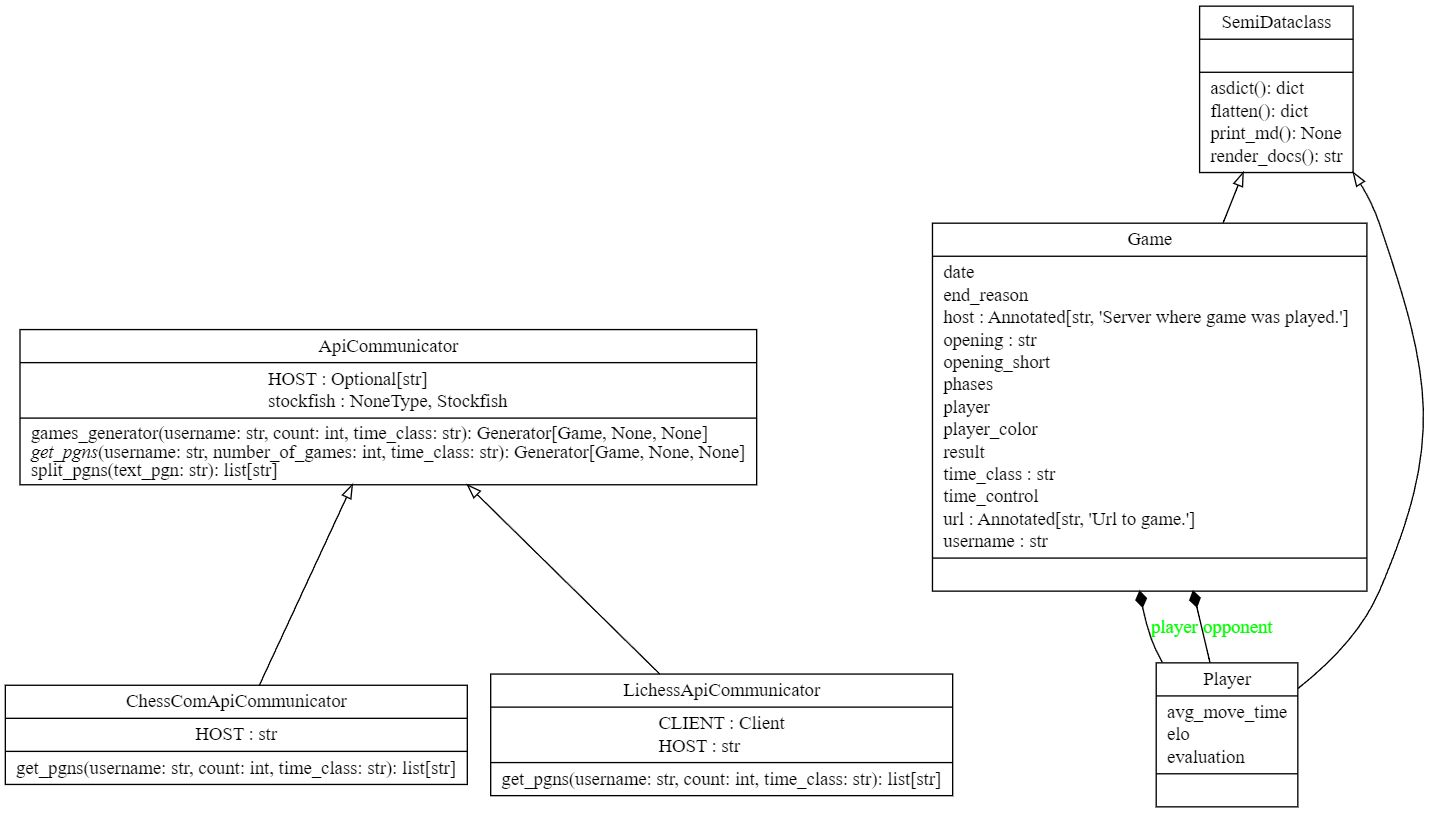 SemiDataclass
asdict(): dict
flatten(): dict
print_md(): None
render_docs(): str
Game
date
end_reason
host : Annotated[str, 'Server where game was played.']
opening : str
opening_short
phases
player
player_color
result
time_class : str
time_control
url : Annotated[str, 'Url to game.']
username : str
ApiCommunicator
HOST : Optional[str]
stockfish : NoneType, Stockfish
games_generator(username: str, count: int, time_class: str): Generator[Game, None, None]
get_pgns(username: str, number_of_games: int, time_class: str): Generator[Game, None, None]
split_pgns(text_pgn: str): list[str]
player opponent
ChessComApiCommunicator
HOST : str
get_pgns(username: str, count: int, time_class: str): list[str]
LichessApiCommunicator
CLIENT : Client
HOST : str
get_pgns(username: str, count: int, time_class: str): list[str]
Player
avg_move_time
elo
evaluation